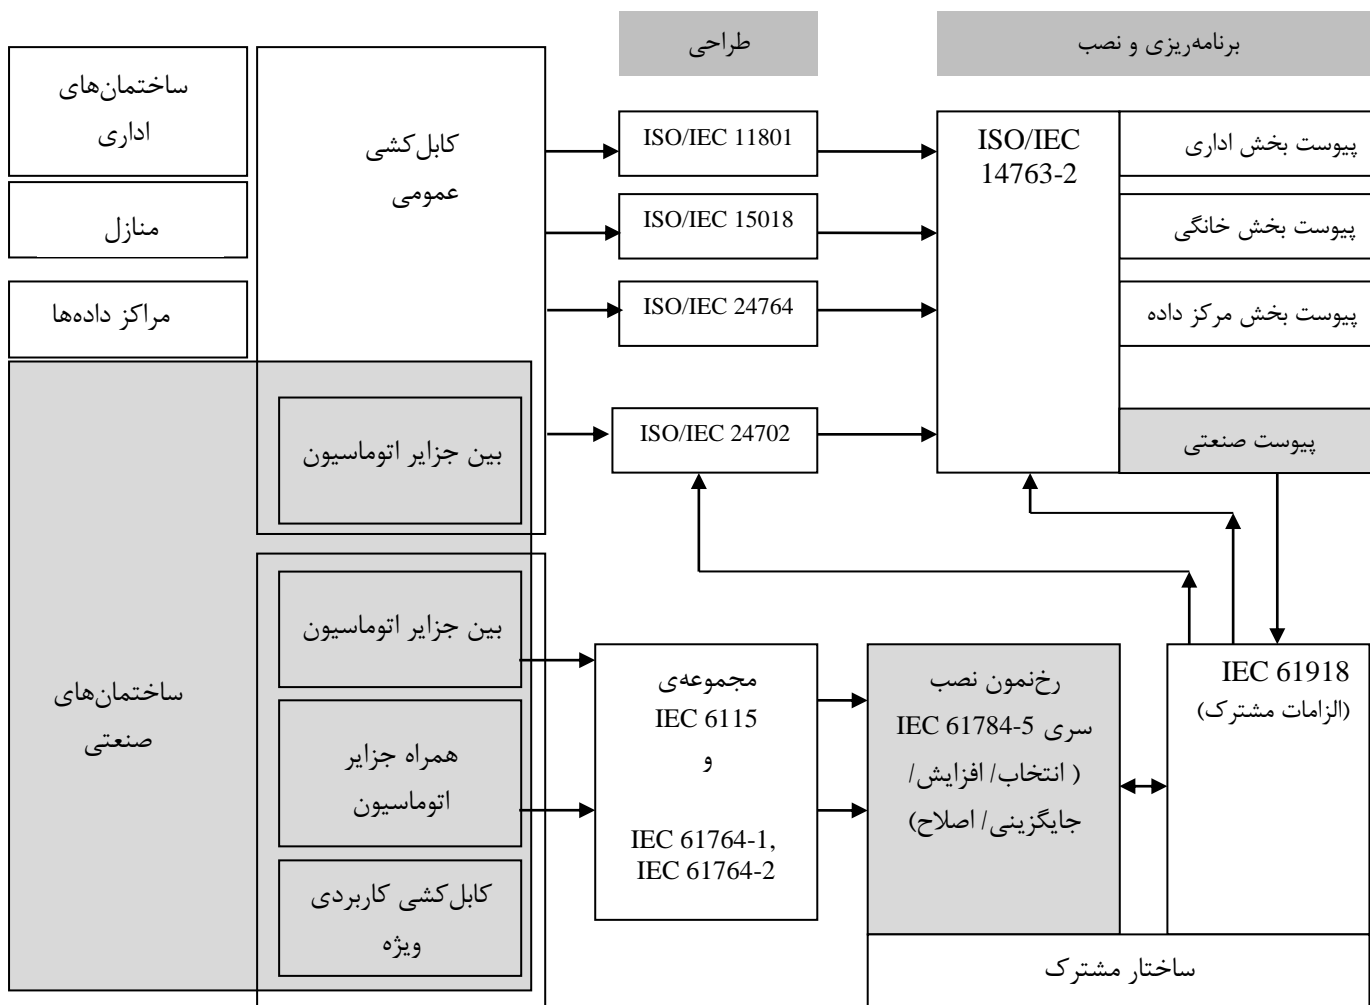 طراحی
برنامه‌ریزی و نصب
ساختمان‌های
اداری
منازل
مراکز داده‌ها
کابل‌کشی
عمومی
ISO/IEC 11801
ISO/IEC 15018
ISO/IEC 24764
ISO/IEC 24702
ISO/IEC
14763-2
پیوست بخش اداری
پیوست بخش خانگی
پیوست بخش مرکز داده
پیوست صنعتی
بین جزایر اتوماسیون
ساختمان‌های
صنعتی
بین جزایر اتوماسیون
همراه جزایر
اتوماسیون
کابل‌کشی کاربردی
ویژه
مجموعه‌ی
IEC 6115
و
IEC 61764-1,
IEC 61764-2
رخ‌نمون نصب
سری IEC 61784-5
( انتخاب/ افزایش/
جایگزینی/ اصلاح)
IEC 61918
(الزامات مشترک)
ساختار مشترک